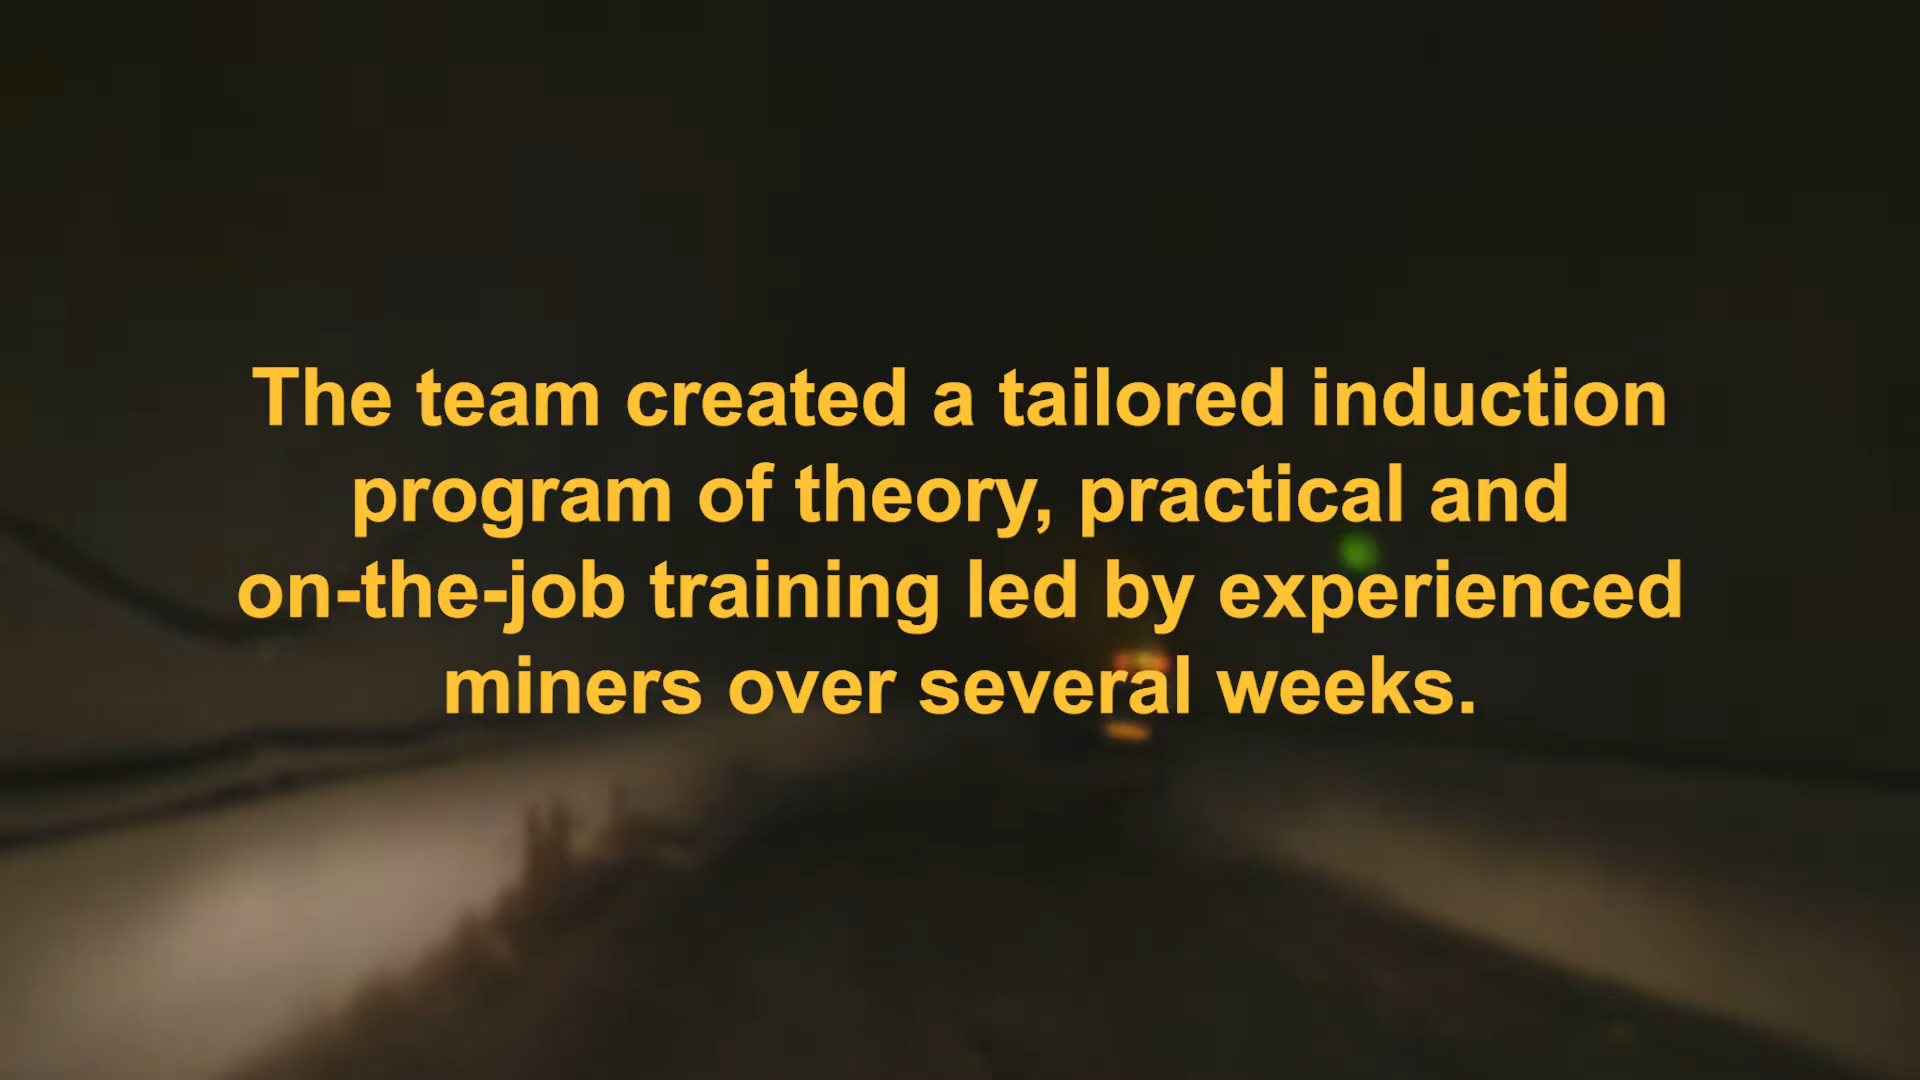 The team created a tailored induction
program of theory, practical and
on-the-job training led by experienced
miners over several weeks.